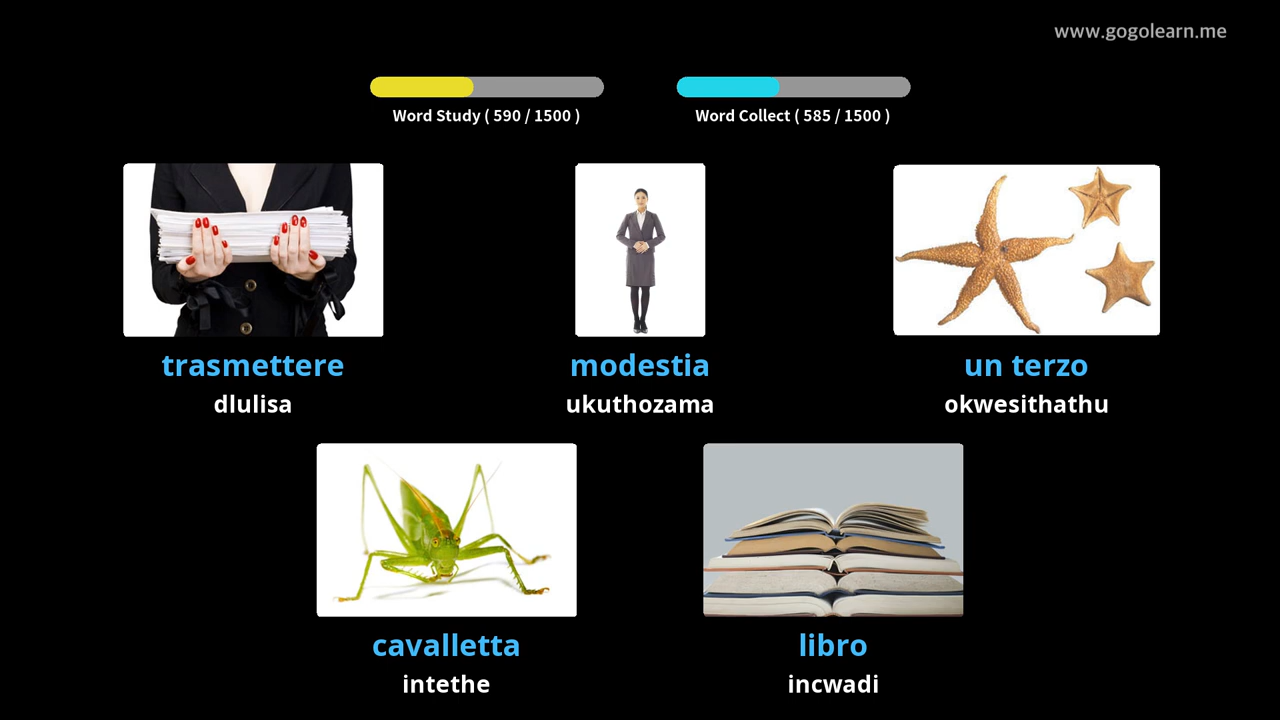 www.gogolearn.me
Word Study ( 590 / 1500 )
Word Collect ( 585 / 1500 )
trasmettere
dlulisa
modestia
ukuthozama
un terzo
okwesithathu
cavalletta
intethe
libro
incwadi